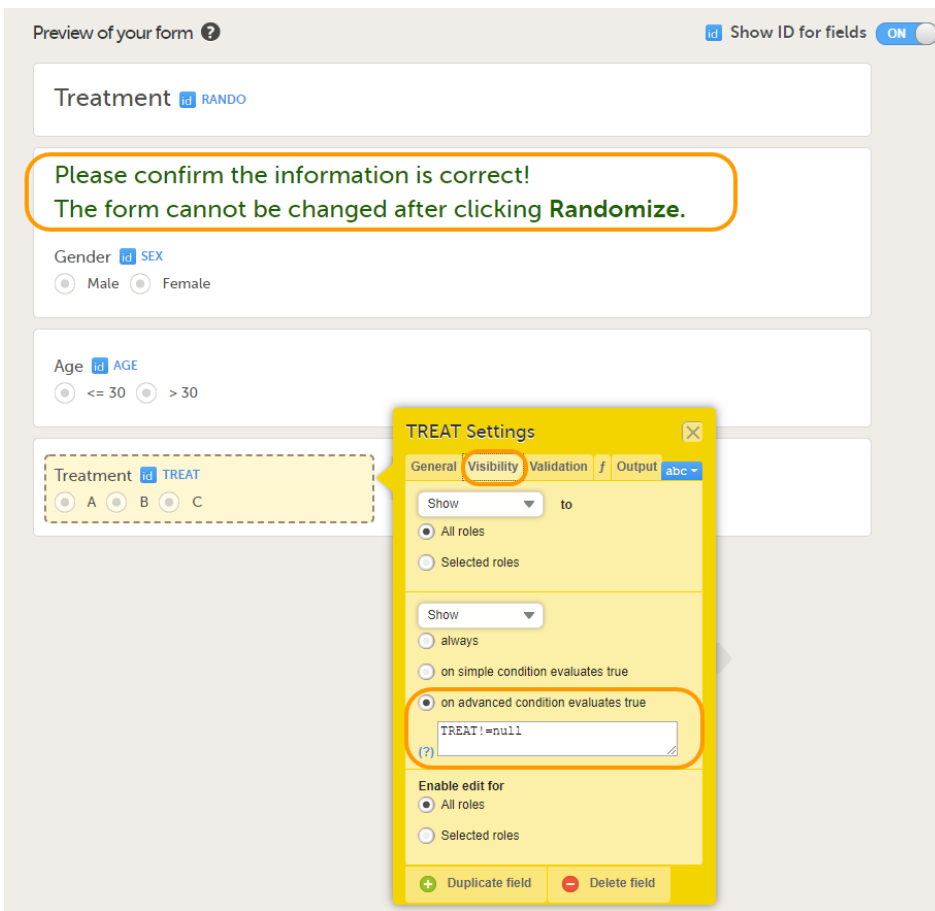 Preview of your form ? id Show ID for fields ON
Treatment id RANDO
Please confirm the information is correct!
The form cannot be changed after clicking Randomize.
Gender id SEX
Male Female
Age id AGE
<= 30 > 30
Treatment id TREAT
A B C
TREAT Settings
General Visibility Validation f Output abc
Show to
All roles
Selected roles
Show
always
on simple condition evaluates true
on advanced condition evaluates true
TREAT!=null
(?)
Enable edit for
All roles
Selected roles
Duplicate field Delete field